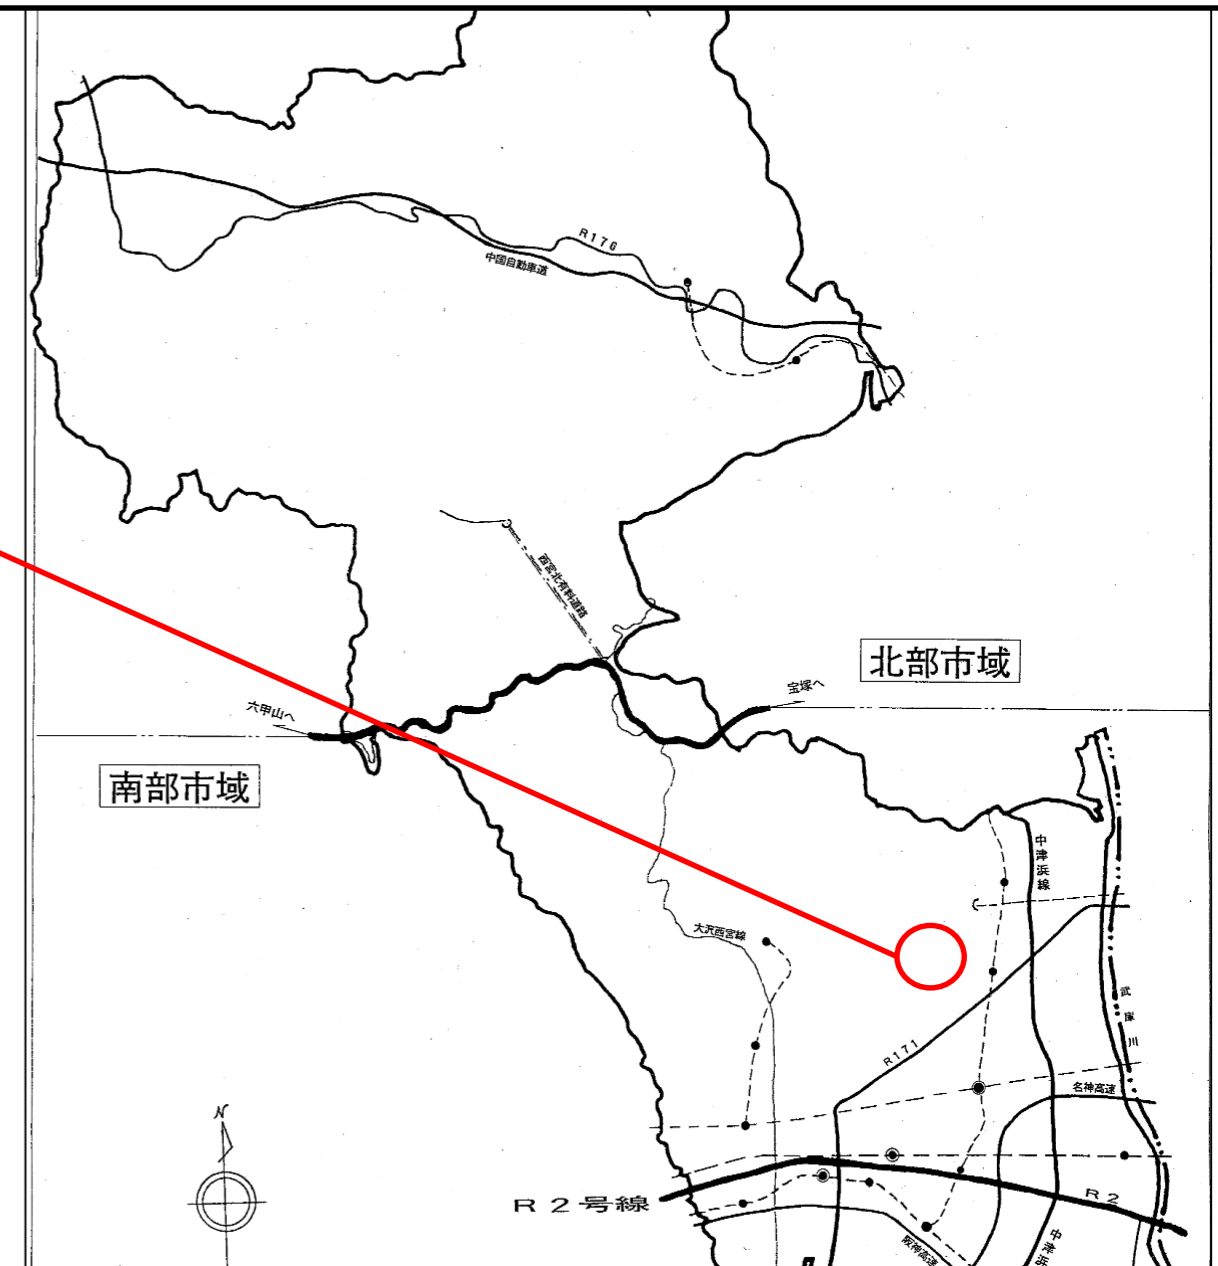 R176
中国自動車道
西宮北有料道路
北部市域
宝塚へ
六甲山へ
南部市域
中津浜線
大沢西宮線
武庫川
R171
名神高速
N
R2号線
R2
阪神高速